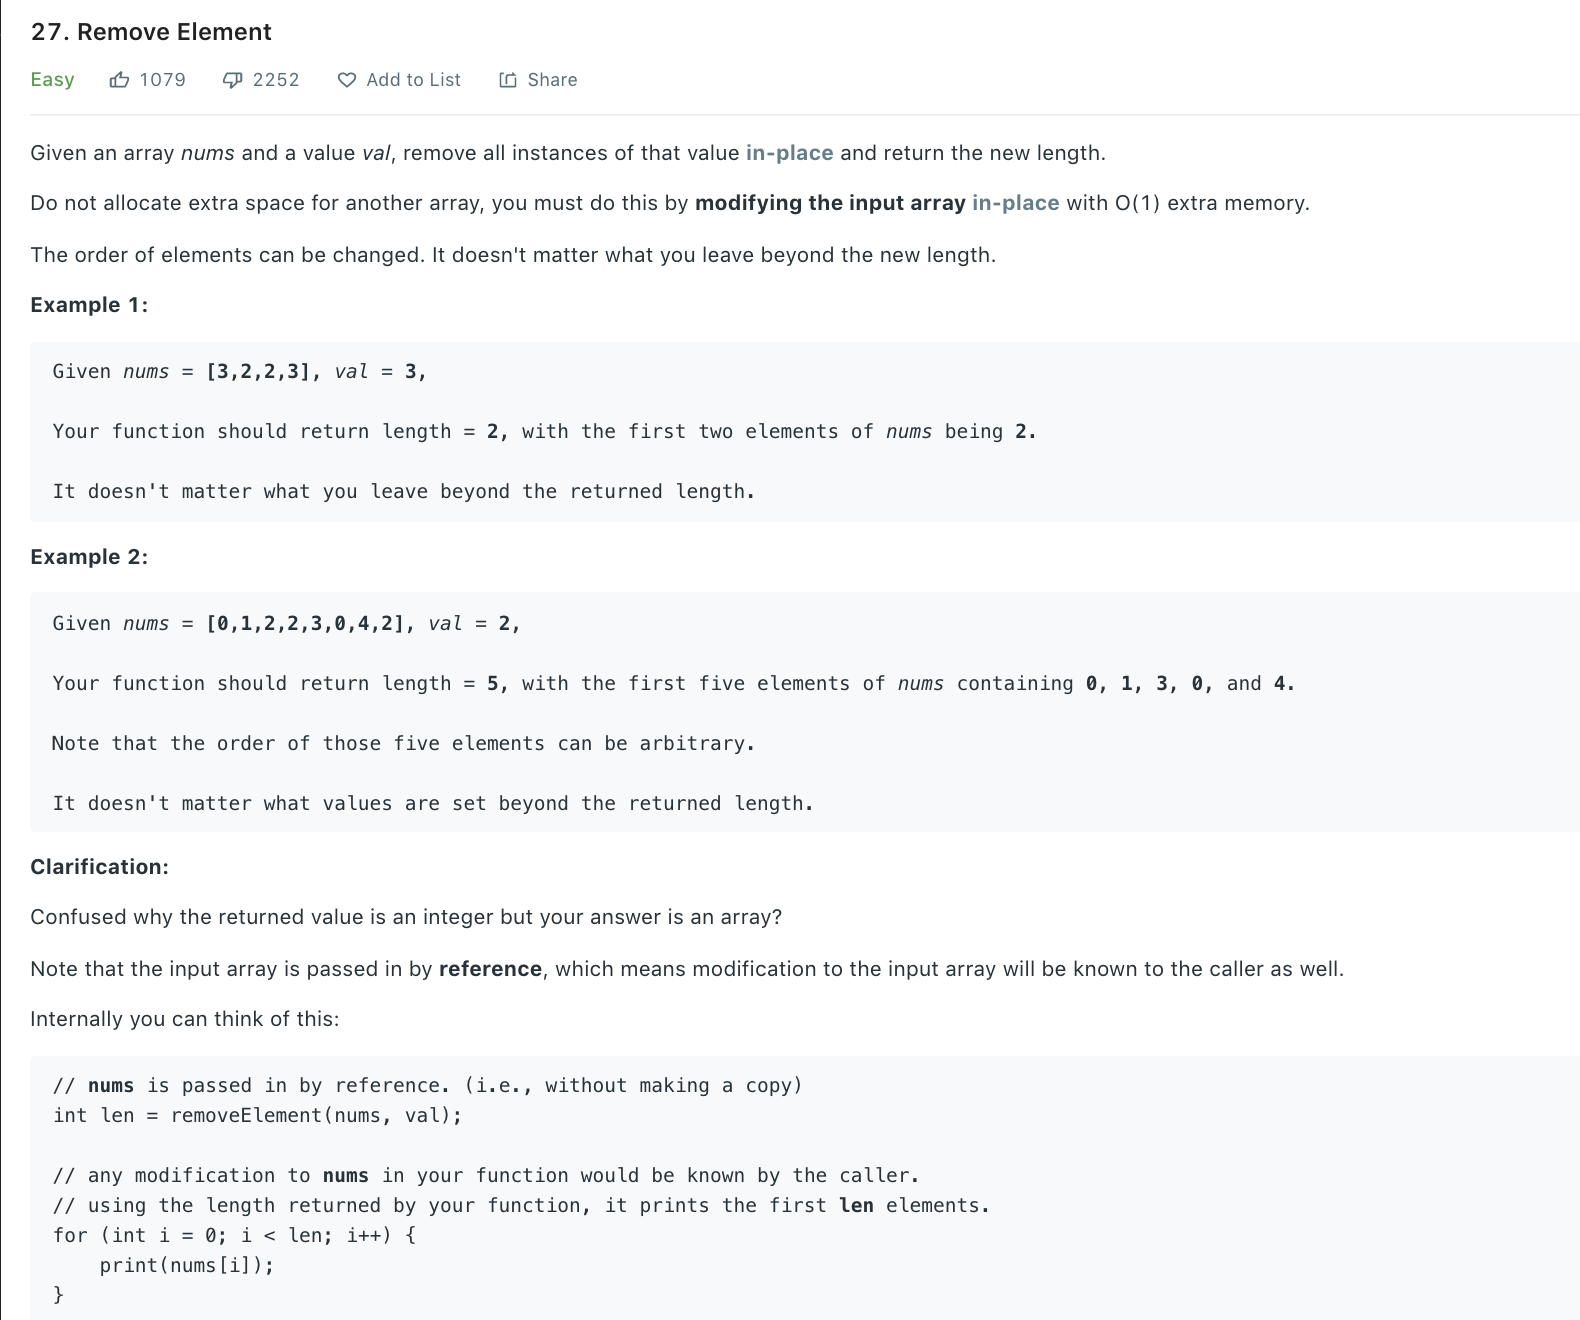 27. Remove Element
Easy 1079 2252 Add to List Share
Given an array nums and a value val, remove all instances of that value in-place and return the new length.
Do not allocate extra space for another array, you must do this by modifying the input array in-place with O(1) extra memory.
The order of elements can be changed. It doesn't matter what you leave beyond the new length.
Example 1:
Given nums = [3,2,2,3], val = 3,
Your function should return length = 2, with the first two elements of nums being 2.
It doesn't matter what you leave beyond the returned length.
Example 2:
Given nums = [0,1,2,2,3,0,4,2], val = 2,
Your function should return length = 5, with the first five elements of nums containing 0, 1, 3, 0, and 4.
Note that the order of those five elements can be arbitrary.
It doesn't matter what values are set beyond the returned length.
Clarification:
Confused why the returned value is an integer but your answer is an array?
Note that the input array is passed in by reference, which means modification to the input array will be known to the caller as well.
Internally you can think of this:
// nums is passed in by reference. (i.e., without making a copy)
int len = removeElement(nums, val);
// any modification to nums in your function would be known by the caller.
// using the length returned by your function, it prints the first len elements.
for (int i = 0; i < len; i++) {
    print(nums[i]);
}